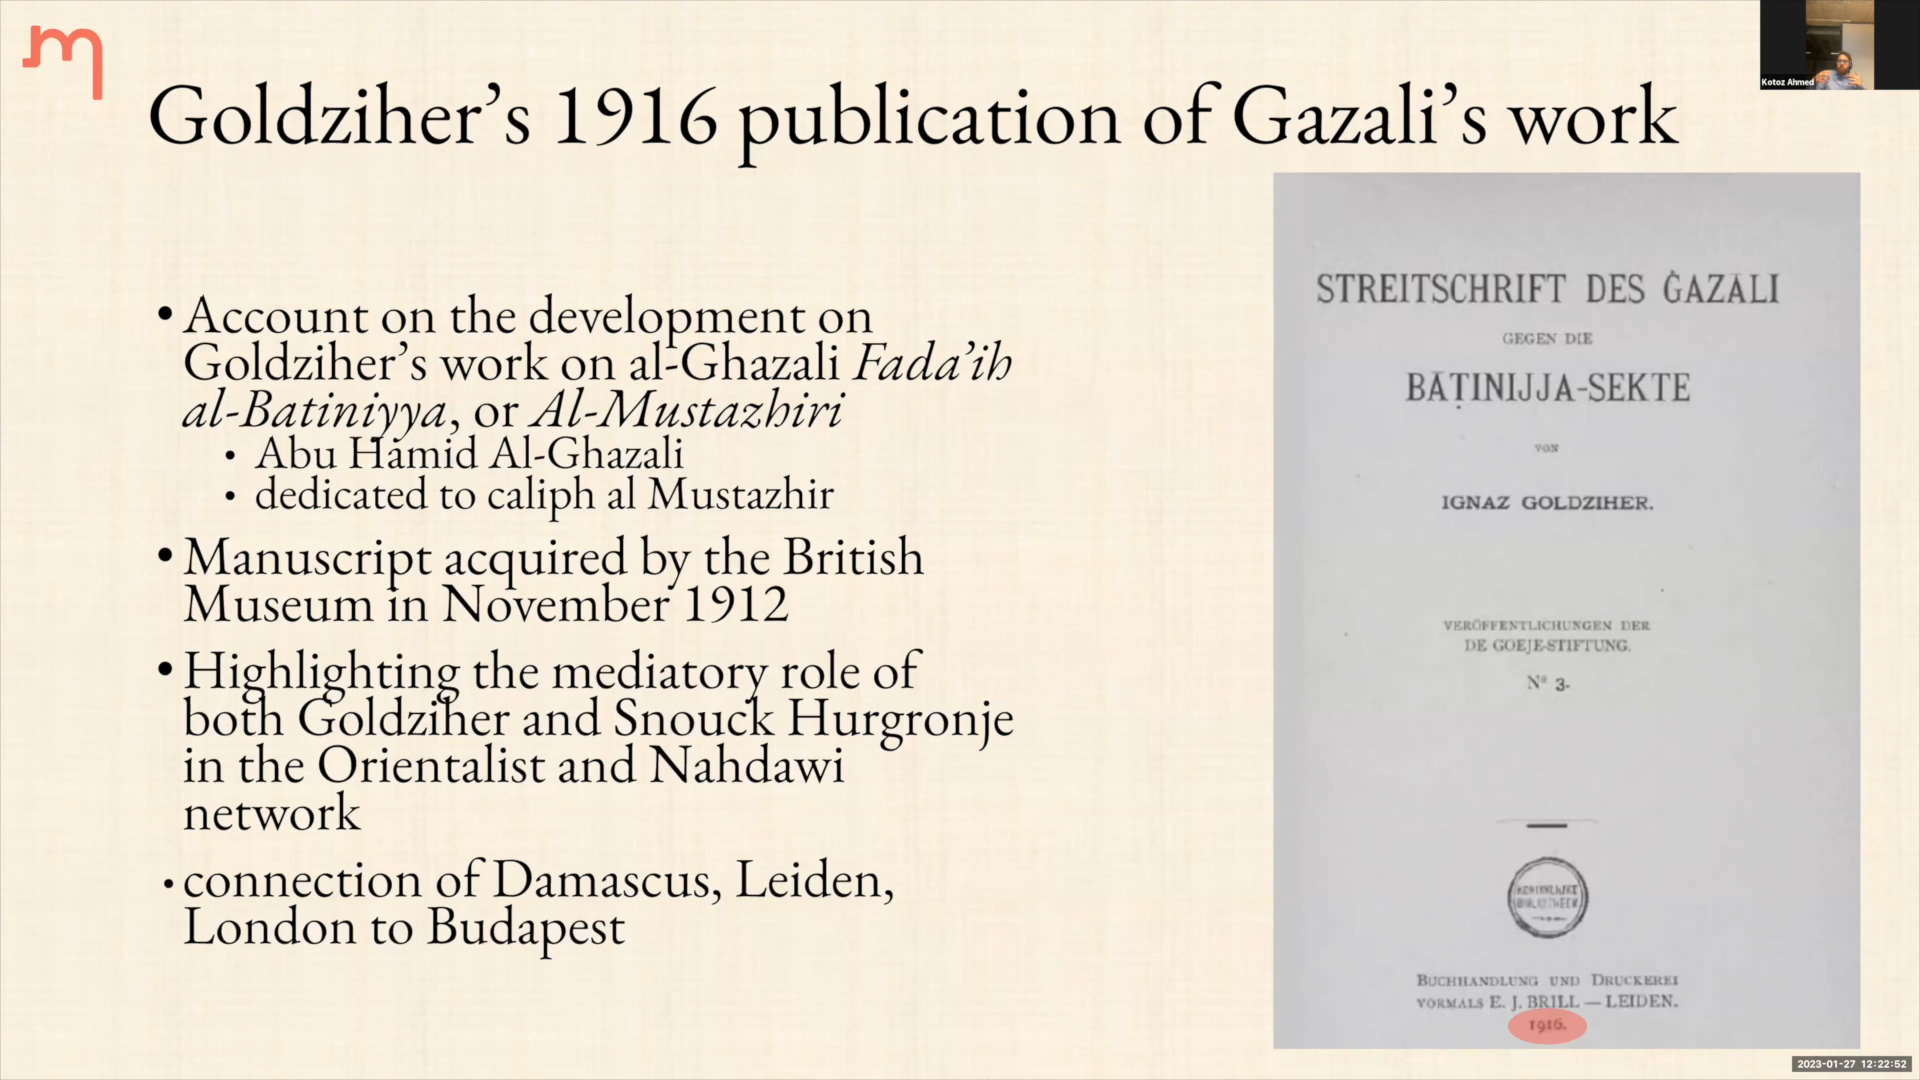 Goldziher’s 1916 publication of Gazali’s work
Kotoz Ahmed
• Account on the development on
Goldziher’s work on al-Ghazali Fada’ih
al-Batiniyya, or Al-Mustazhiri
• Abu Hamid Al-Ghazali
• dedicated to caliph al Mustazhir
• Manuscript acquired by the British
Museum in November 1912
• Highlighting the mediatory role of
both Goldziher and Snouck Hurgronje
in the Orientalist and Nahdawi
network
• connection of Damascus, Leiden,
London to Budapest
STREITSCHRIFT DES ĠAZĀLĪ
GEGEN DIE
BĀṬINIJJA-SEKTE
VON
IGNAZ GOLDZIHER.
VERÖFFENTLICHUNGEN DER
DE GOEJE-STIFTUNG.
Nº 3.
KONINKLIJKE
BIBLIOTHEEK
BUCHHANDLUNG UND DRUCKEREI
VORMALS E. J. BRILL — LEIDEN.
1916.
2023-01-27 12:22:52